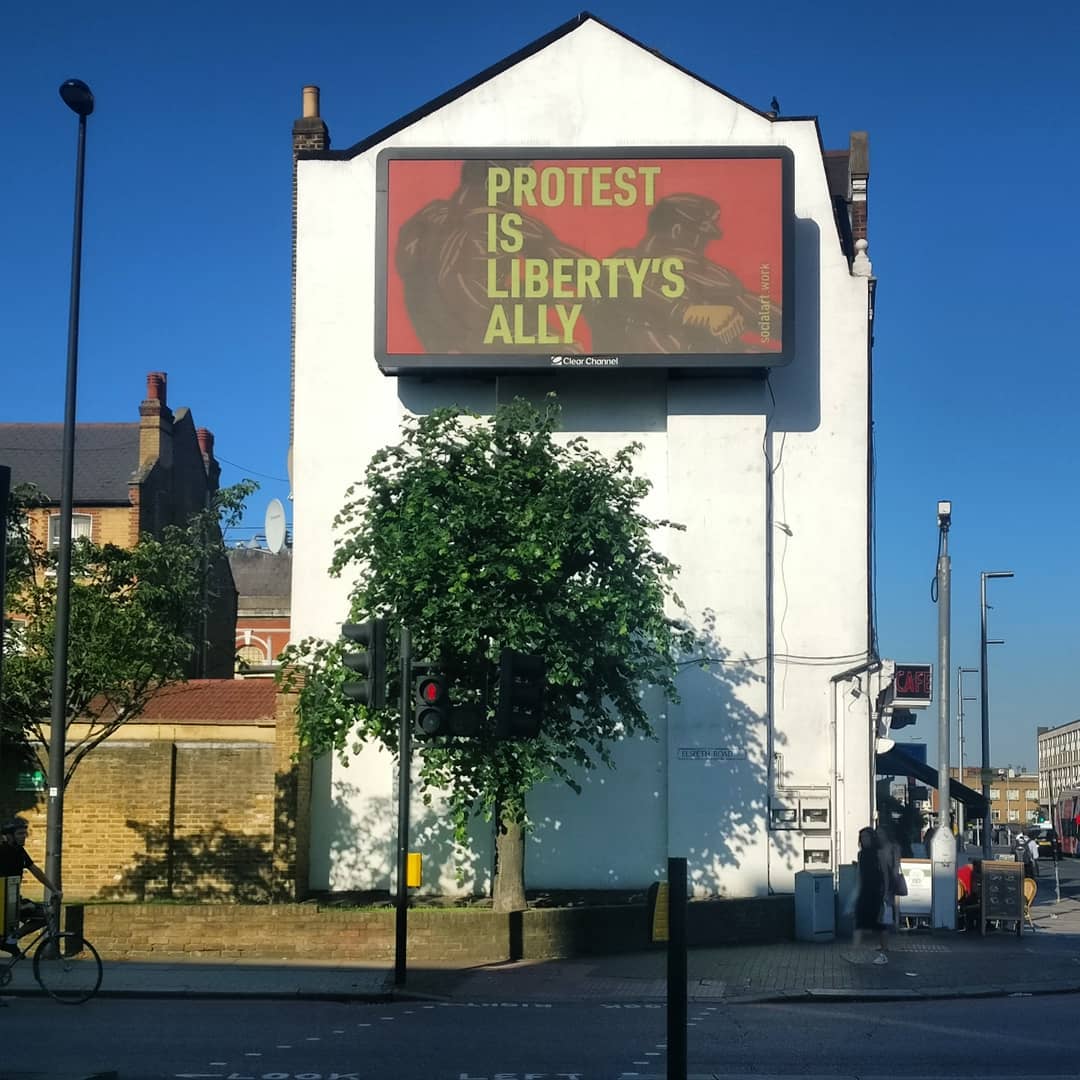 PROTEST
IS
LIBERTY'S
ALLY
socialart.work
Clear Channel
CAFE
ELSPETH ROAD
LOOK LEFT